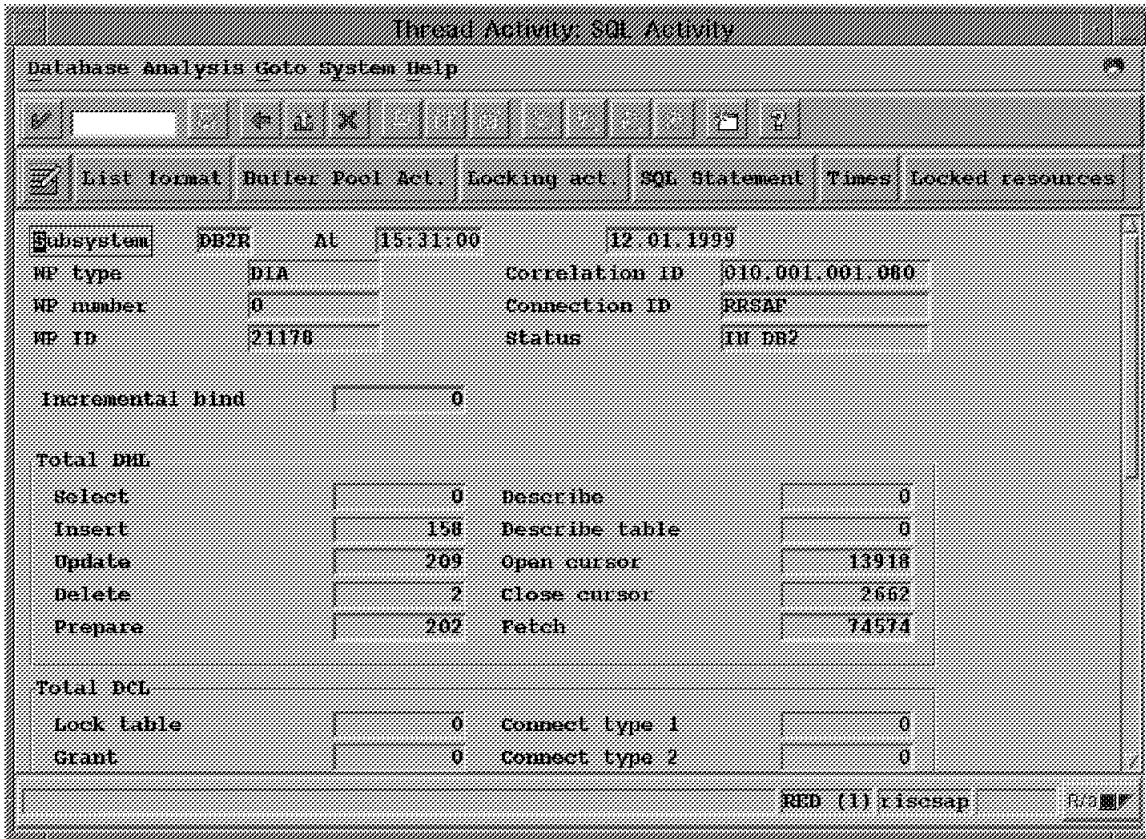 Thread Activity: SQL Activity
Database Analysis Goto System Help
List format Buffer Pool Act. Locking act. SQL Statement Times Locked resources
Subsystem DB2R At 15:31:00 12.01.1999
WP type DIA Correlation ID 010.001.001.080
WP number 0 Connection ID RRSAF
WP ID 21178 Status IN DB2
Incremental bind 0
Total DML
Select 0 Describe 0
Insert 158 Describe table 0
Update 209 Open cursor 13918
Delete 2 Close cursor 2662
Prepare 202 Fetch 74574
Total DCL
Lock table 0 Connect type 1 0
Grant 0 Connect type 2 0
RED (1) riscsap